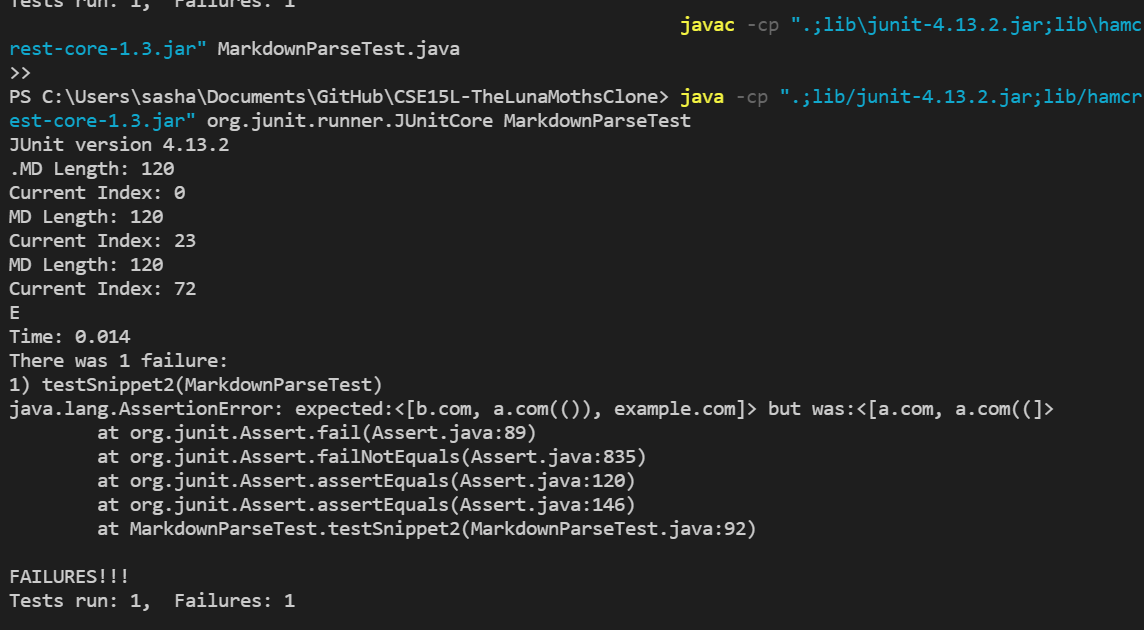 Tests run: 1,  Failures: 1
javac -cp ".;lib\junit-4.13.2.jar;lib\hamc
rest-core-1.3.jar" MarkdownParseTest.java
>>
PS C:\Users\sasha\Documents\GitHub\CSE15L-TheLunaMothsClone> java -cp ".;lib/junit-4.13.2.jar;lib/hamcr
est-core-1.3.jar" org.junit.runner.JUnitCore MarkdownParseTest
JUnit version 4.13.2
.MD Length: 120
Current Index: 0
MD Length: 120
Current Index: 23
MD Length: 120
Current Index: 72
E
Time: 0.014
There was 1 failure:
1) testSnippet2(MarkdownParseTest)
java.lang.AssertionError: expected:<[b.com, a.com(()), example.com]> but was:<[a.com, a.com((]>
        at org.junit.Assert.fail(Assert.java:89)
        at org.junit.Assert.failNotEquals(Assert.java:835)
        at org.junit.Assert.assertEquals(Assert.java:120)
        at org.junit.Assert.assertEquals(Assert.java:146)
        at MarkdownParseTest.testSnippet2(MarkdownParseTest.java:92)

FAILURES!!!
Tests run: 1,  Failures: 1